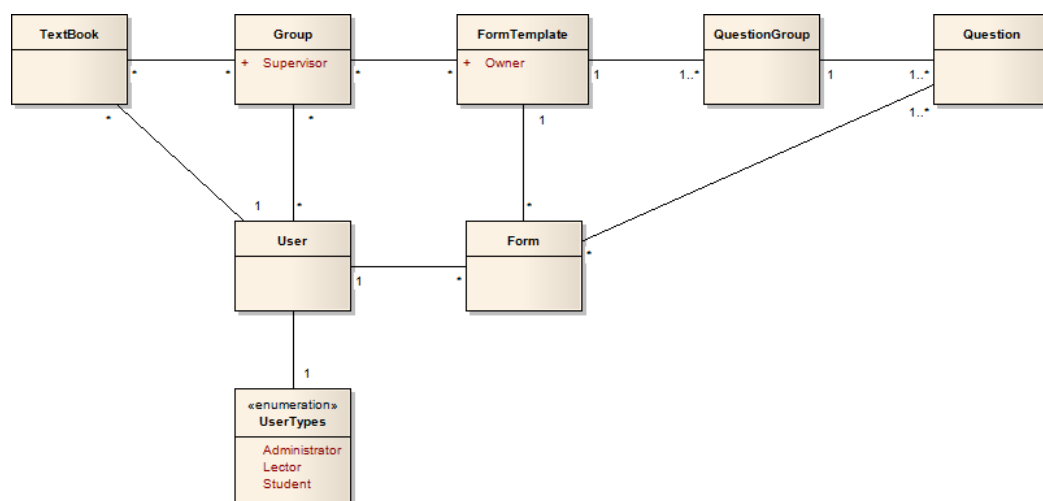 TextBook
Group
+ Supervisor
FormTemplate
+ Owner
QuestionGroup
Question
* * * * 1 1..* 1 1..*
* * 1 1..*
1 * * *
User
Form
1 *
1
«enumeration»
UserTypes
Administrator
Lector
Student